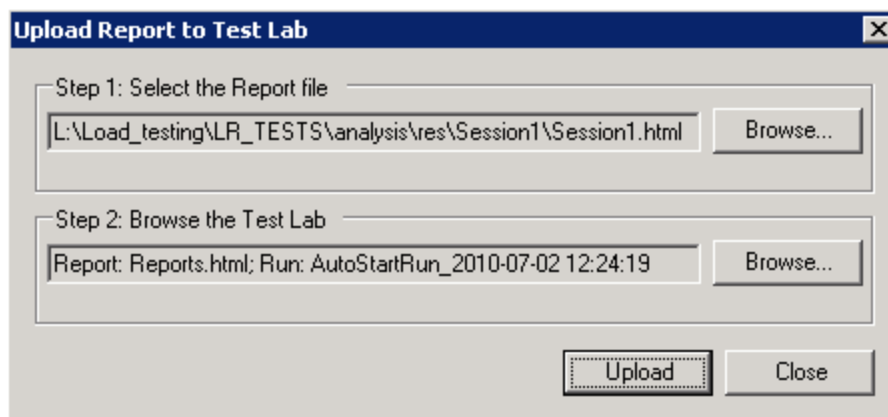 Upload Report to Test Lab
Step 1: Select the Report file
L:\Load_testing\LR_TESTS\analysis\res\Session1\Session1.html
Browse...
Step 2: Browse the Test Lab
Report: Reports.html; Run: AutoStartRun_2010-07-02 12:24:19
Browse...
Upload
Close